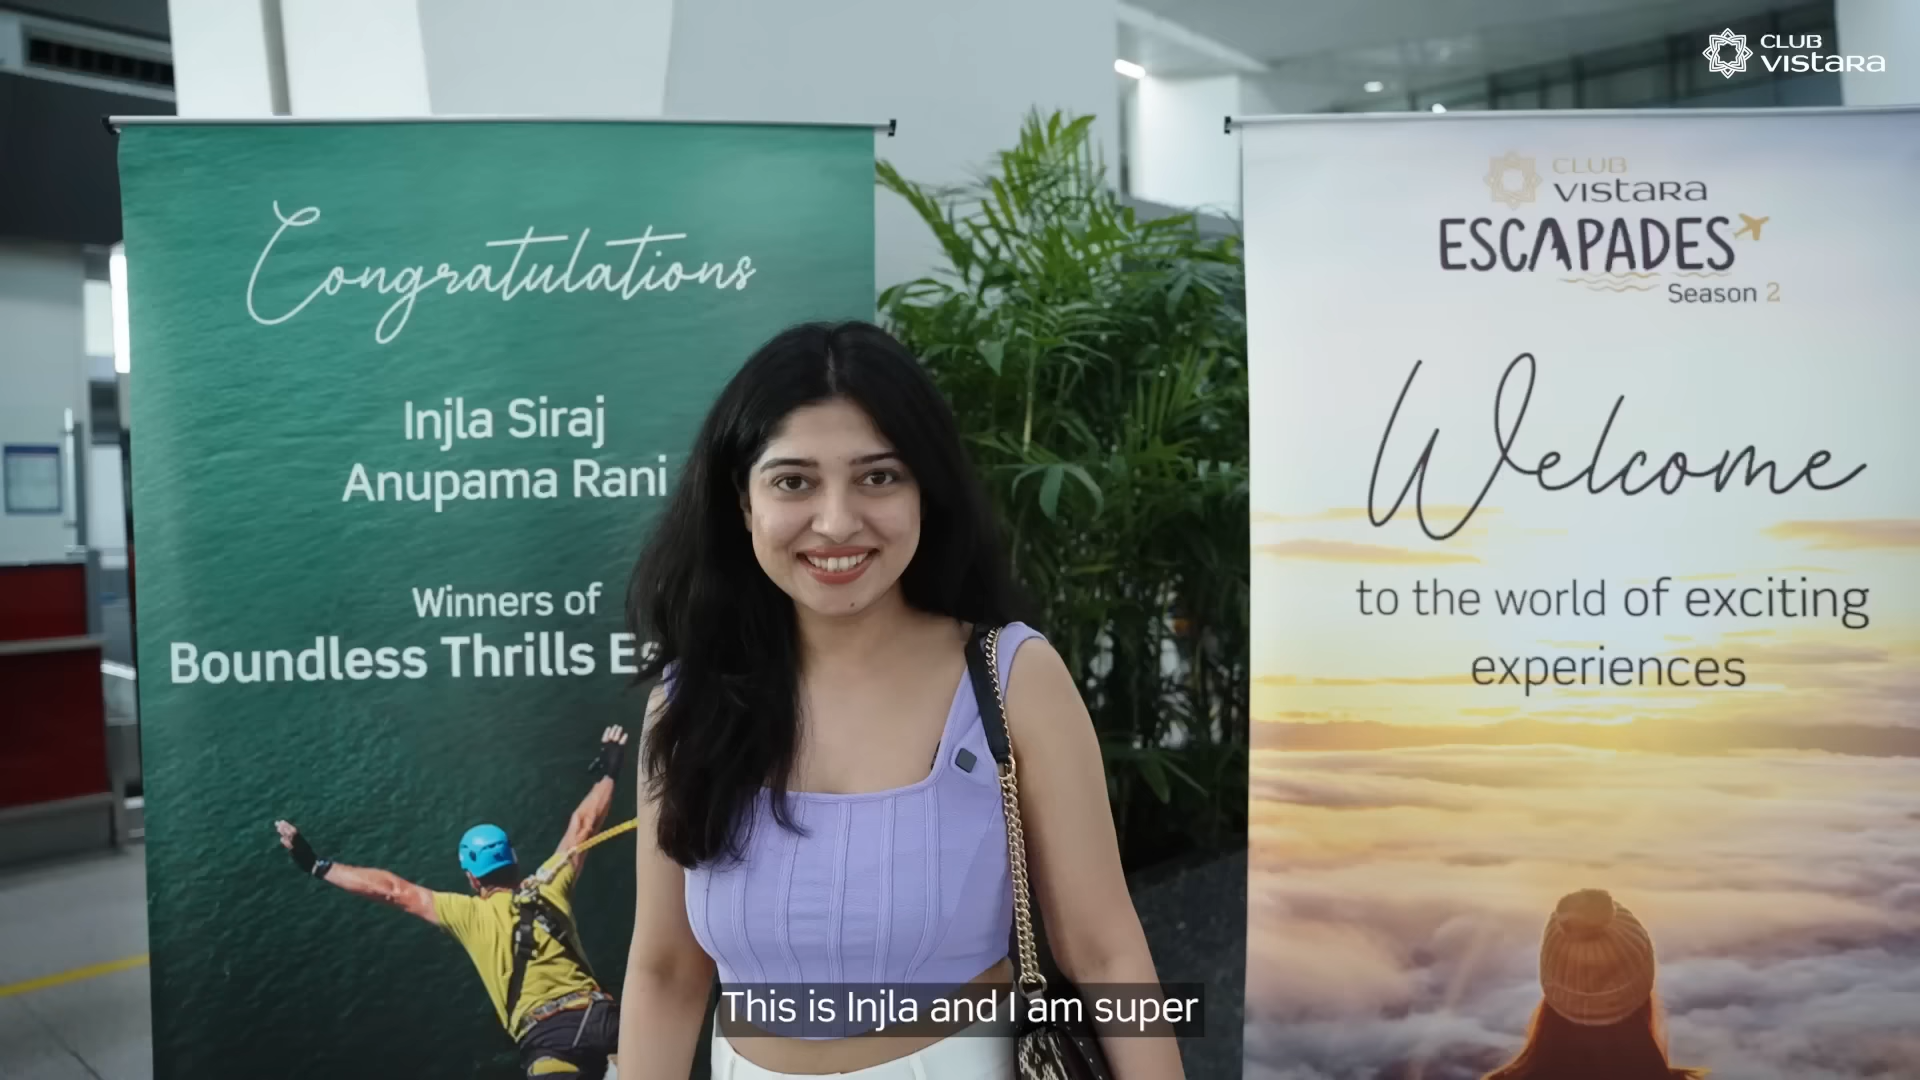 CLUB
VISTARA
Congratulations
Injla Siraj
Anupama Rani
Winners of
Boundless Thrills Es
CLUB
VISTARA
ESCAPADES
Season 2
Welcome
to the world of exciting
experiences
This is Injla and I am super